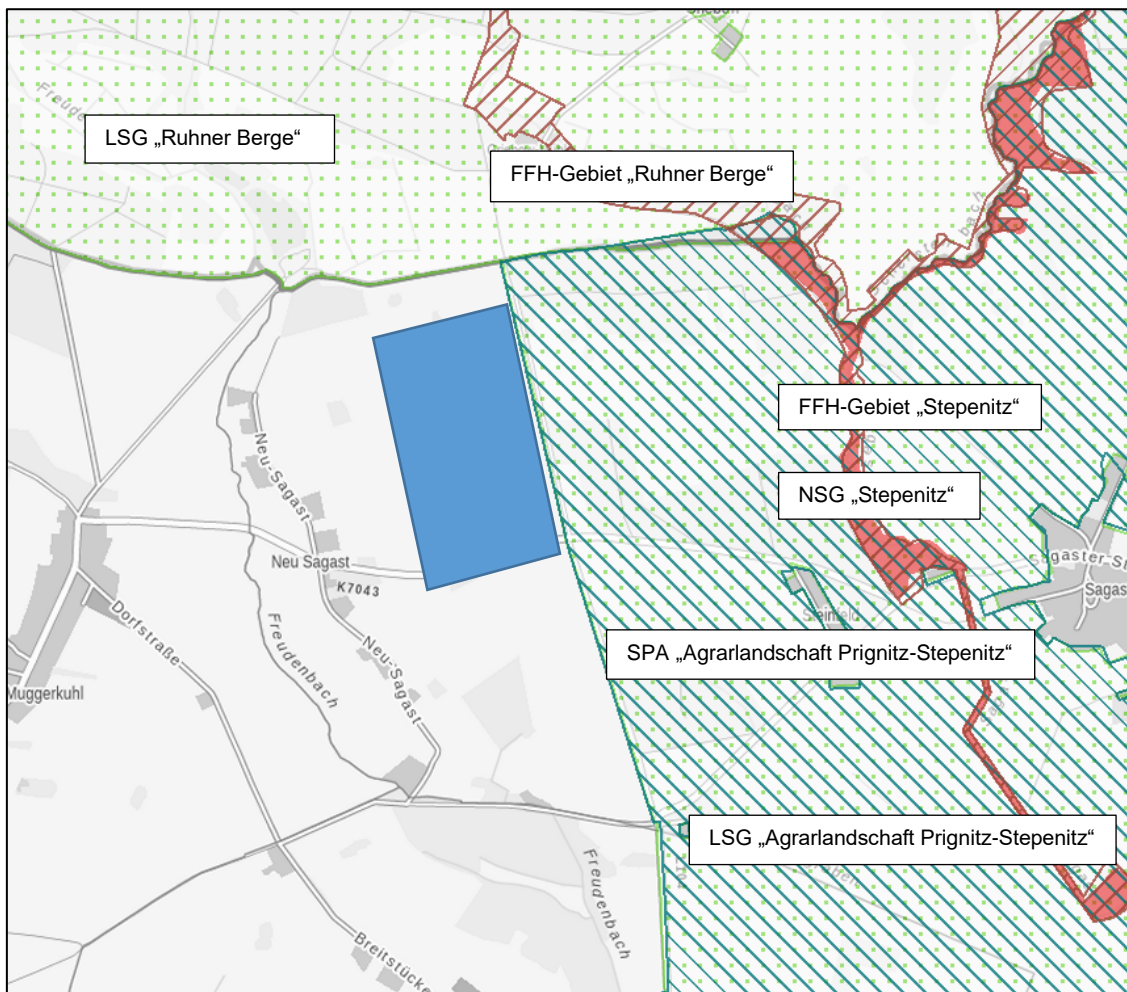 LSG „Ruhner Berge“
FFH-Gebiet „Ruhner Berge“
FFH-Gebiet „Stepenitz“
NSG „Stepenitz“
Neu-Sagast
Neu Sagast
K7043
Steinfeld
Sagast
Dorfstraße
Freudenbach
Neu-Sagast
SPA „Agrarlandschaft Prignitz-Stepenitz“
Muggerkuhl
LSG „Agrarlandschaft Prignitz-Stepenitz“
Freudenbach
Breitstücke